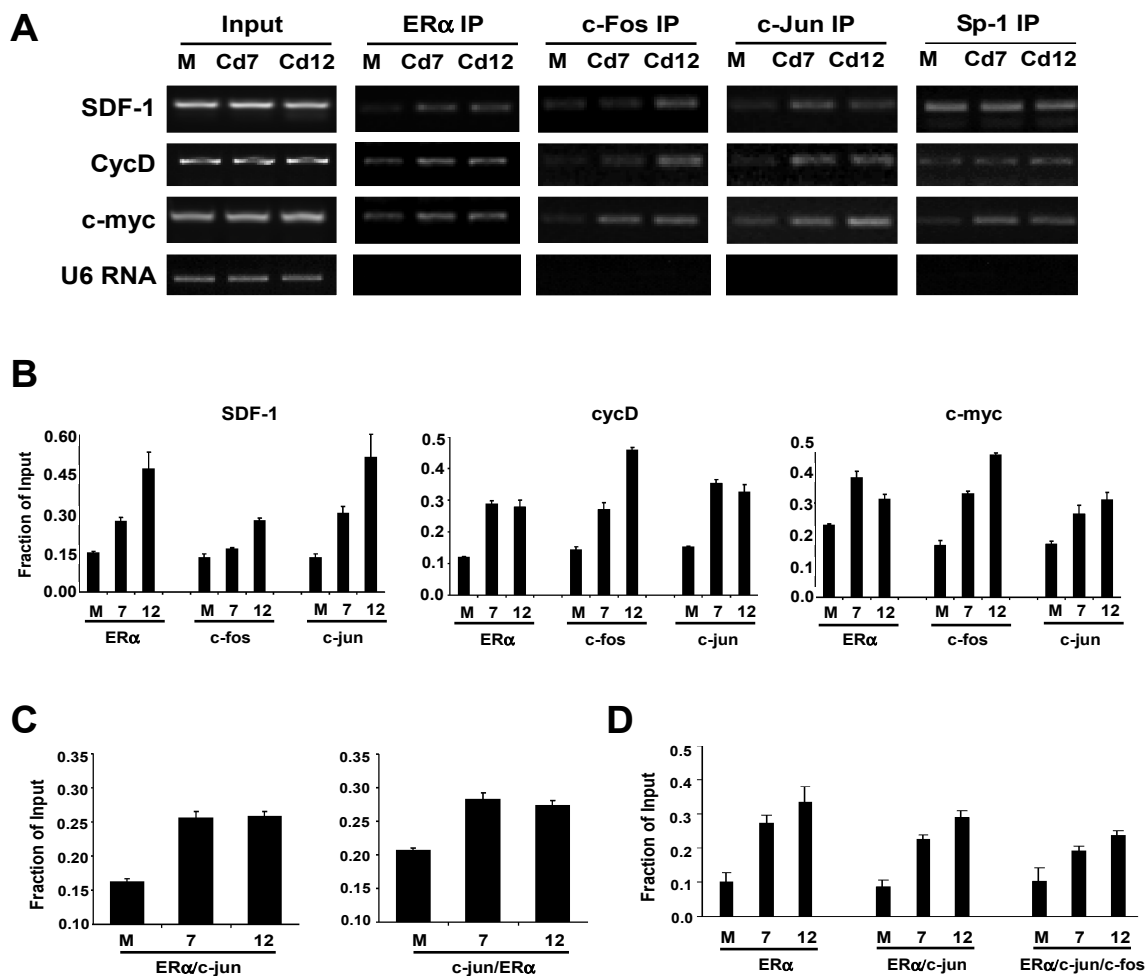 A
Input ERα IP c-Fos IP c-Jun IP Sp-1 IP
M Cd7 Cd12 M Cd7 Cd12 M Cd7 Cd12 M Cd7 Cd12 M Cd7 Cd12
SDF-1
CycD
c-myc
U6 RNA
B
SDF-1
Fraction of Input
0.60
0.45
0.30
0.15
0.00
M 7 12 M 7 12 M 7 12
ERα c-fos c-jun
cycD
0.5
0.4
0.3
0.2
0.1
0.0
M 7 12 M 7 12 M 7 12
ERα c-fos c-jun
c-myc
0.5
0.4
0.3
0.2
0.1
0.0
M 7 12 M 7 12 M 7 12
ERα c-fos c-jun
C
Fraction of Input
0.35
0.30
0.25
0.20
0.15
0.10
M 7 12
ERα/c-jun
0.35
0.30
0.25
0.20
0.15
0.10
M 7 12
c-jun/ERα
D
Fraction of Input
0.5
0.4
0.3
0.2
0.1
0.0
M 7 12 M 7 12 M 7 12
ERα ERα/c-jun ERα/c-jun/c-fos